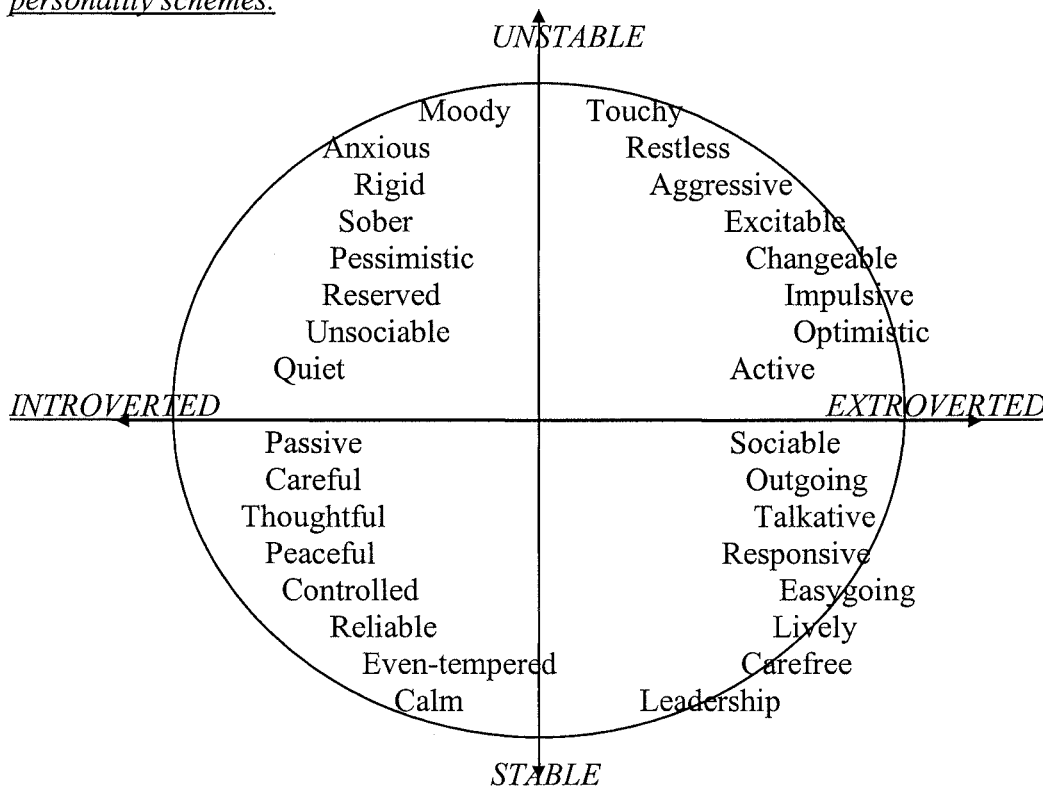 personality schemes.
UNSTABLE
Moody Touchy
Anxious Restless
Rigid Aggressive
Sober Excitable
Pessimistic Changeable
Reserved Impulsive
Unsociable Optimistic
Quiet Active
INTROVERTED EXTROVERTED
Passive Sociable
Careful Outgoing
Thoughtful Talkative
Peaceful Responsive
Controlled Easygoing
Reliable Lively
Even-tempered Carefree
Calm Leadership
STABLE